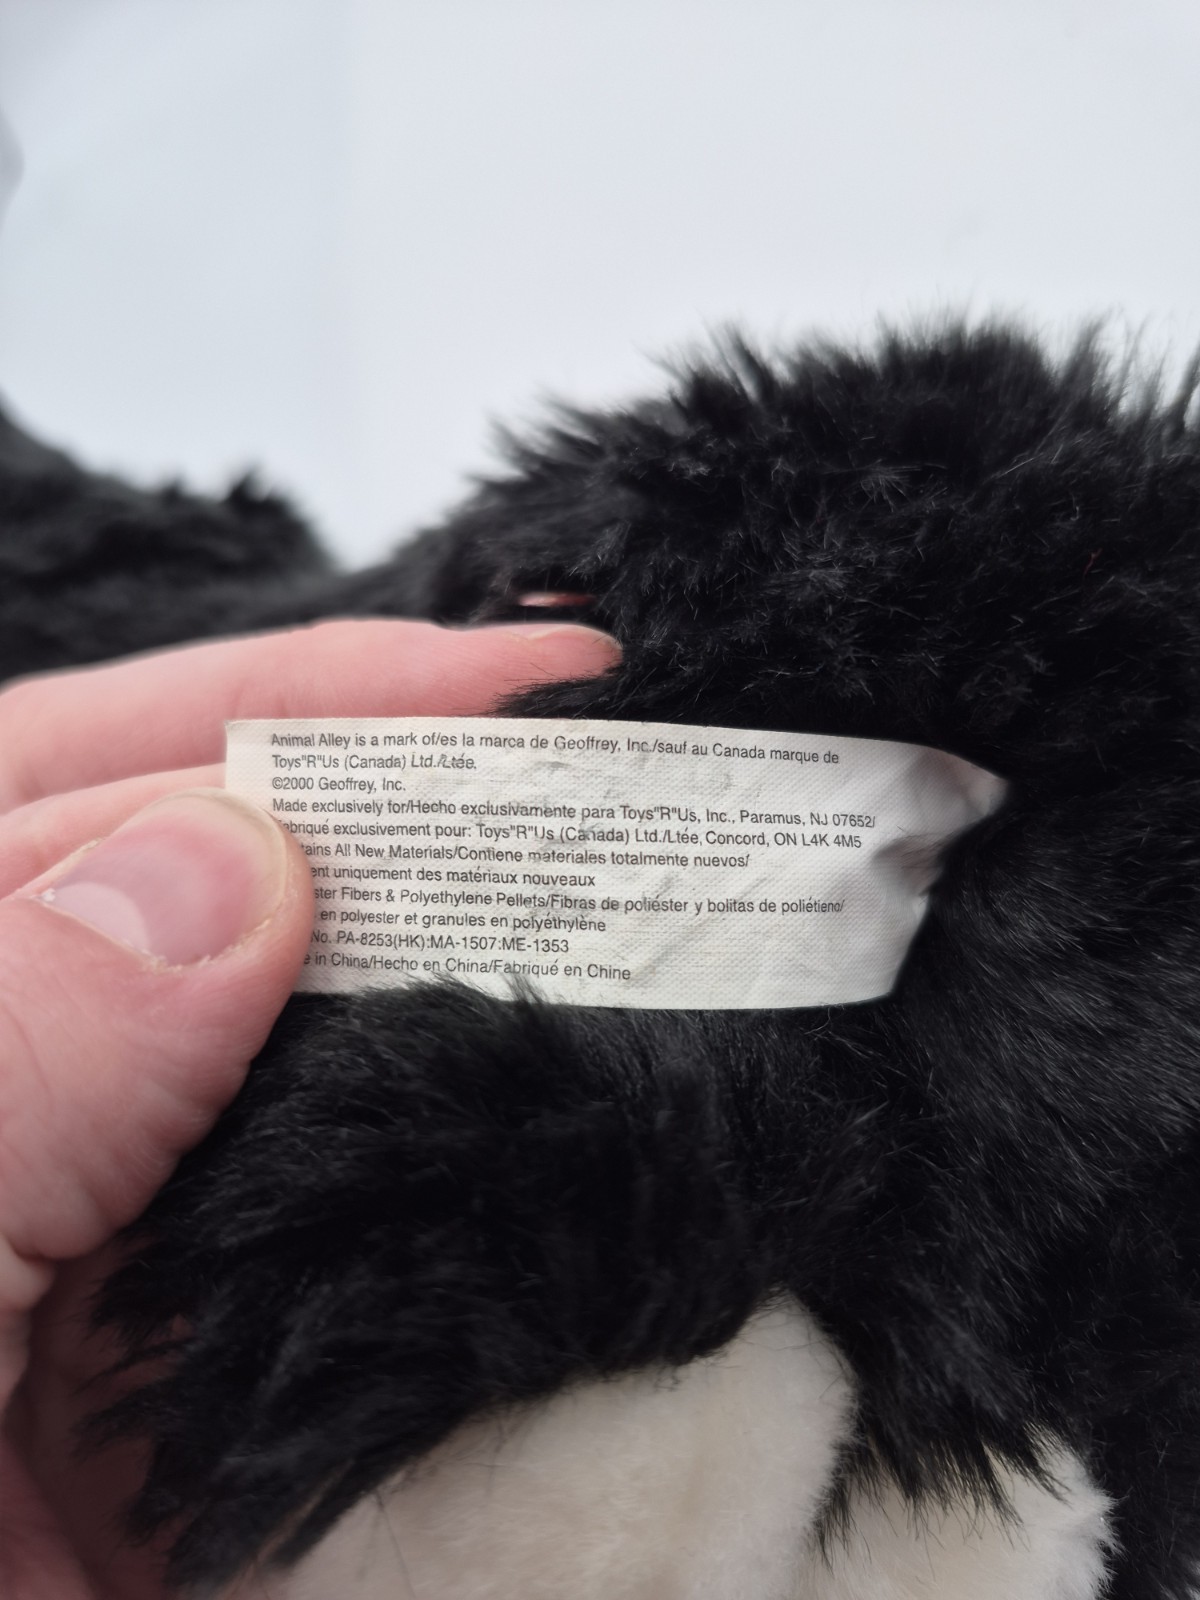 Animal Alley is a mark of/es la marca de Geoffrey, Inc./sauf au Canada marque de
Toys"R"Us (Canada) Ltd./Ltée.
©2000 Geoffrey, Inc.
Made exclusively for/Hecho exclusivamente para Toys"R"Us, Inc., Paramus, NJ 07652/
abriqué exclusivement pour: Toys"R"Us (Canada) Ltd./Ltée, Concord, ON L4K 4M5
tains All New Materials/Contiene materiales totalmente nuevos/
ent uniquement des matériaux nouveaux
ster Fibers & Polyethylene Pellets/Fibras de poliéster y bolitas de poliétieno/
en polyester et granules en polyéthylène
No. PA-8253(HK):MA-1507:ME-1353
e in China/Hecho en China/Fabriqué en Chine